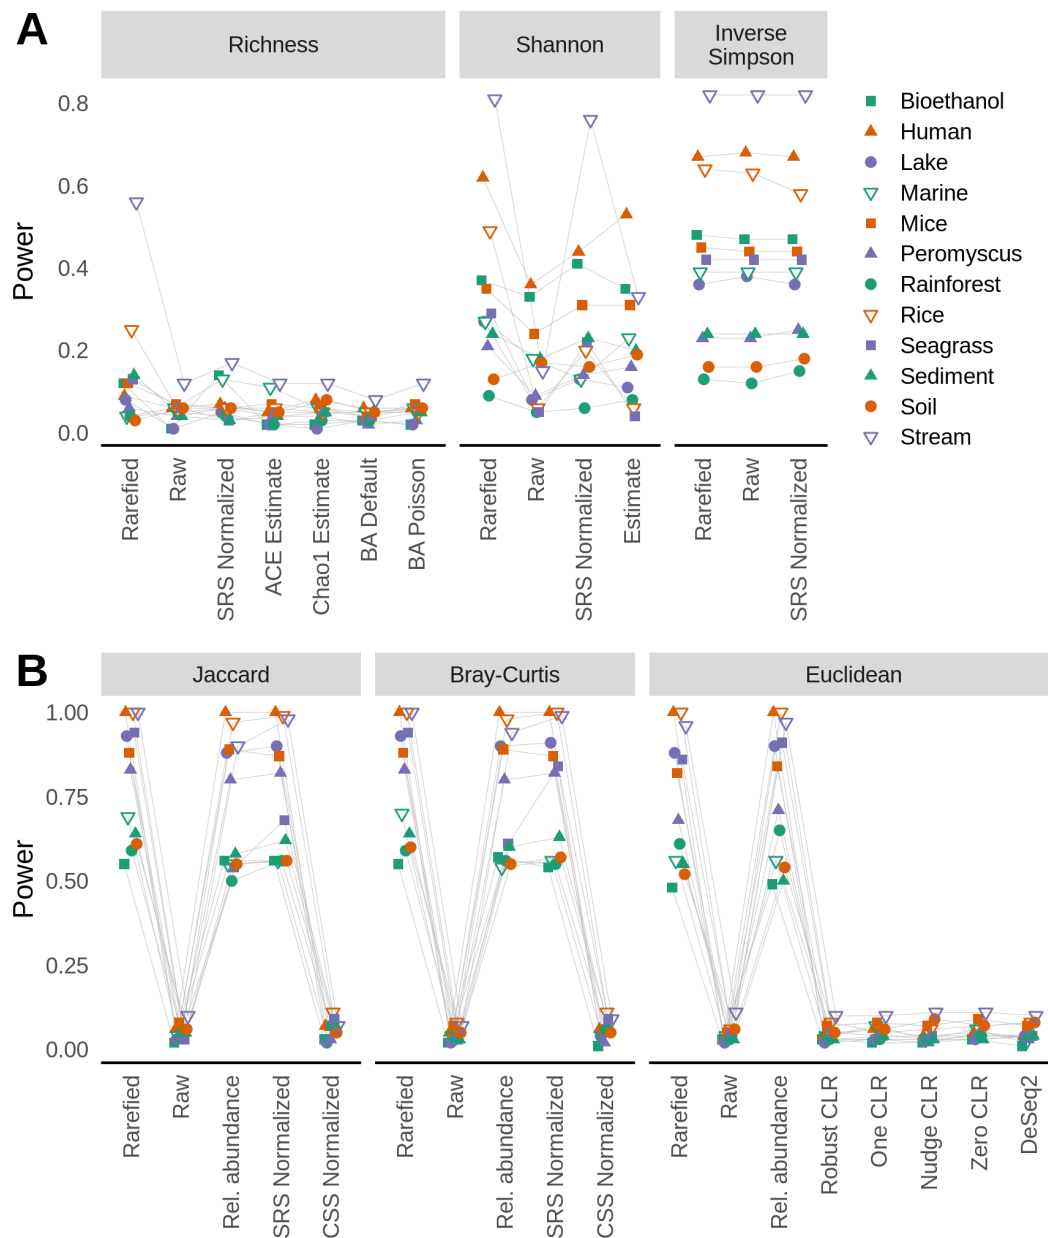 A
Richness
Shannon
Inverse
Simpson
Power
0.8
0.6
0.4
0.2
0.0
Rarefied
Raw
SRS Normalized
ACE Estimate
Chao1 Estimate
BA Default
BA Poisson
Rarefied
Raw
SRS Normalized
Estimate
Rarefied
Raw
SRS Normalized
Bioethanol
Human
Lake
Marine
Mice
Peromyscus
Rainforest
Rice
Seagrass
Sediment
Soil
Stream
B
Jaccard
Bray-Curtis
Euclidean
Power
1.00
0.75
0.50
0.25
0.00
Rarefied
Raw
Rel. abundance
SRS Normalized
CSS Normalized
Rarefied
Raw
Rel. abundance
SRS Normalized
CSS Normalized
Rarefied
Raw
Rel. abundance
Robust CLR
One CLR
Nudge CLR
Zero CLR
DeSeq2